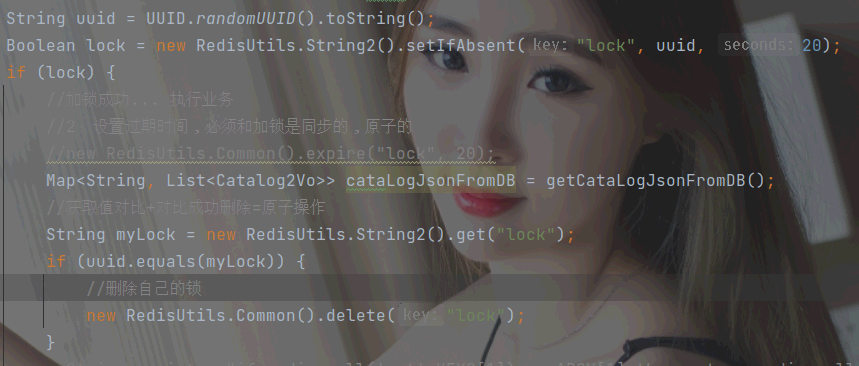 String uuid = UUID.randomUUID().toString();
Boolean lock = new RedisUtils.String2().setIfAbsent( key: "lock", uuid, seconds: 20);
if (lock) {
//加锁成功... 执行业务
//2、设置过期时间,必须和加锁是同步的,原子的
//new RedisUtils.Common().expire("lock", 20);
Map<String, List<Catalog2Vo>> cataLogJsonFromDB = getCataLogJsonFromDB();
//获取值对比+对比成功删除=原子操作
String myLock = new RedisUtils.String2().get("lock");
if (uuid.equals(myLock)) {
//删除自己的锁
new RedisUtils.Common().delete( key: "lock");
}